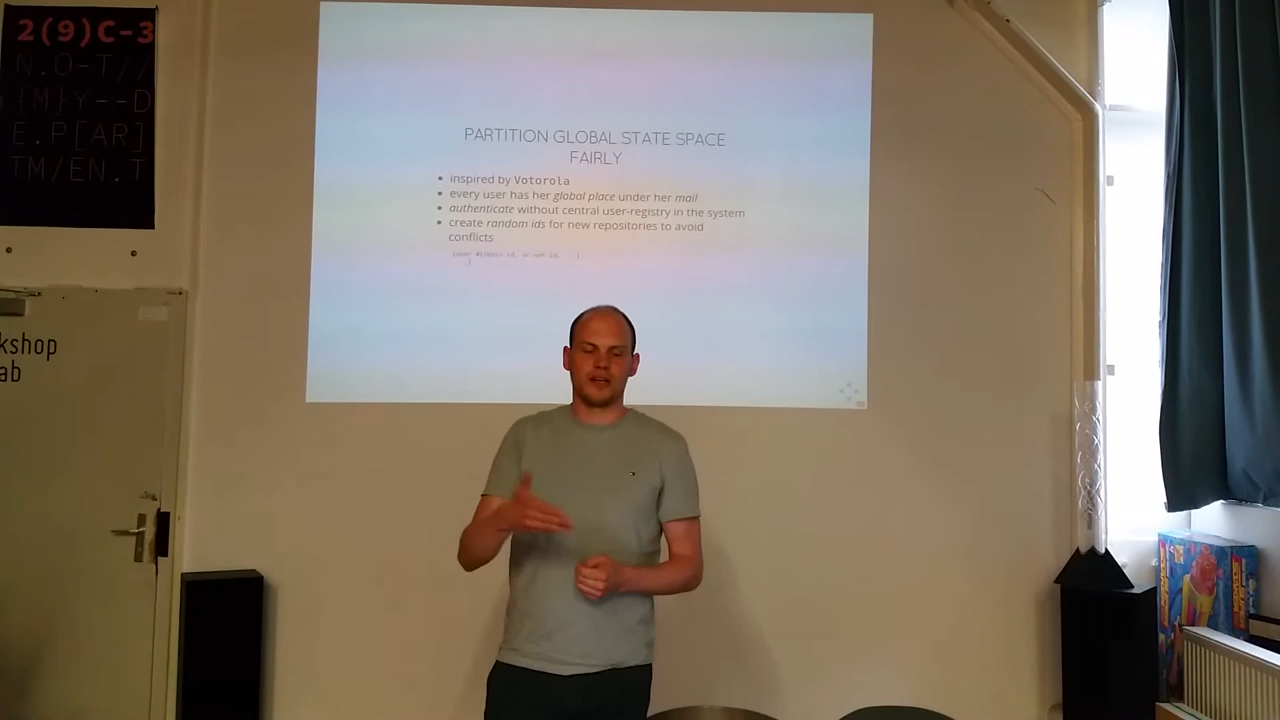 2(9)C-3
N.O-T//
{M}Y--D
E.P[AR]
TM/EN.T
kshop
ab
PARTITION GLOBAL STATE SPACE
FAIRLY
• inspired by Votorola
• every user has her global place under her mail
• authenticate without central user-registry in the system
• create random ids for new repositories to avoid
conflicts